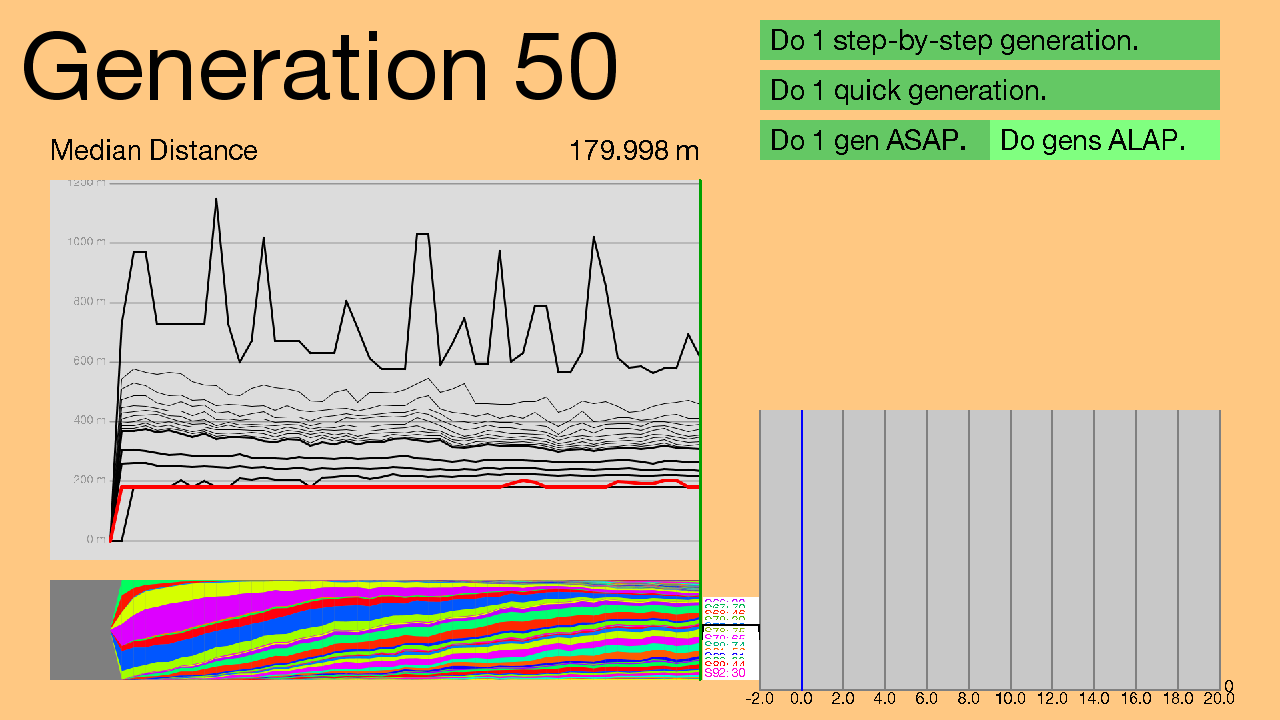 Generation 50
Do 1 step-by-step generation.
Do 1 quick generation.
Do 1 gen ASAP. Do gens ALAP.
Median Distance 179.998 m
1200 m
1000 m
800 m
600 m
400 m
200 m
0 m
S92: 30
0
-2.0 0.0 2.0 4.0 6.0 8.0 10.0 12.0 14.0 16.0 18.0 20.0